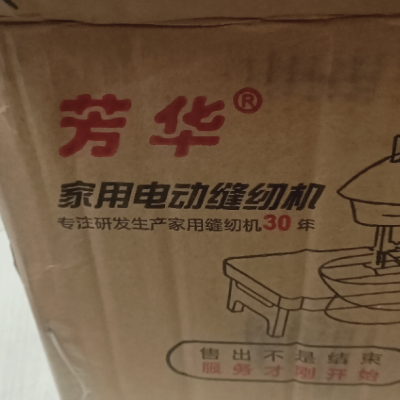 芳华®
家用电动缝纫机
专注研发生产家用缝纫机30年
售出不是结束
服务才刚开始